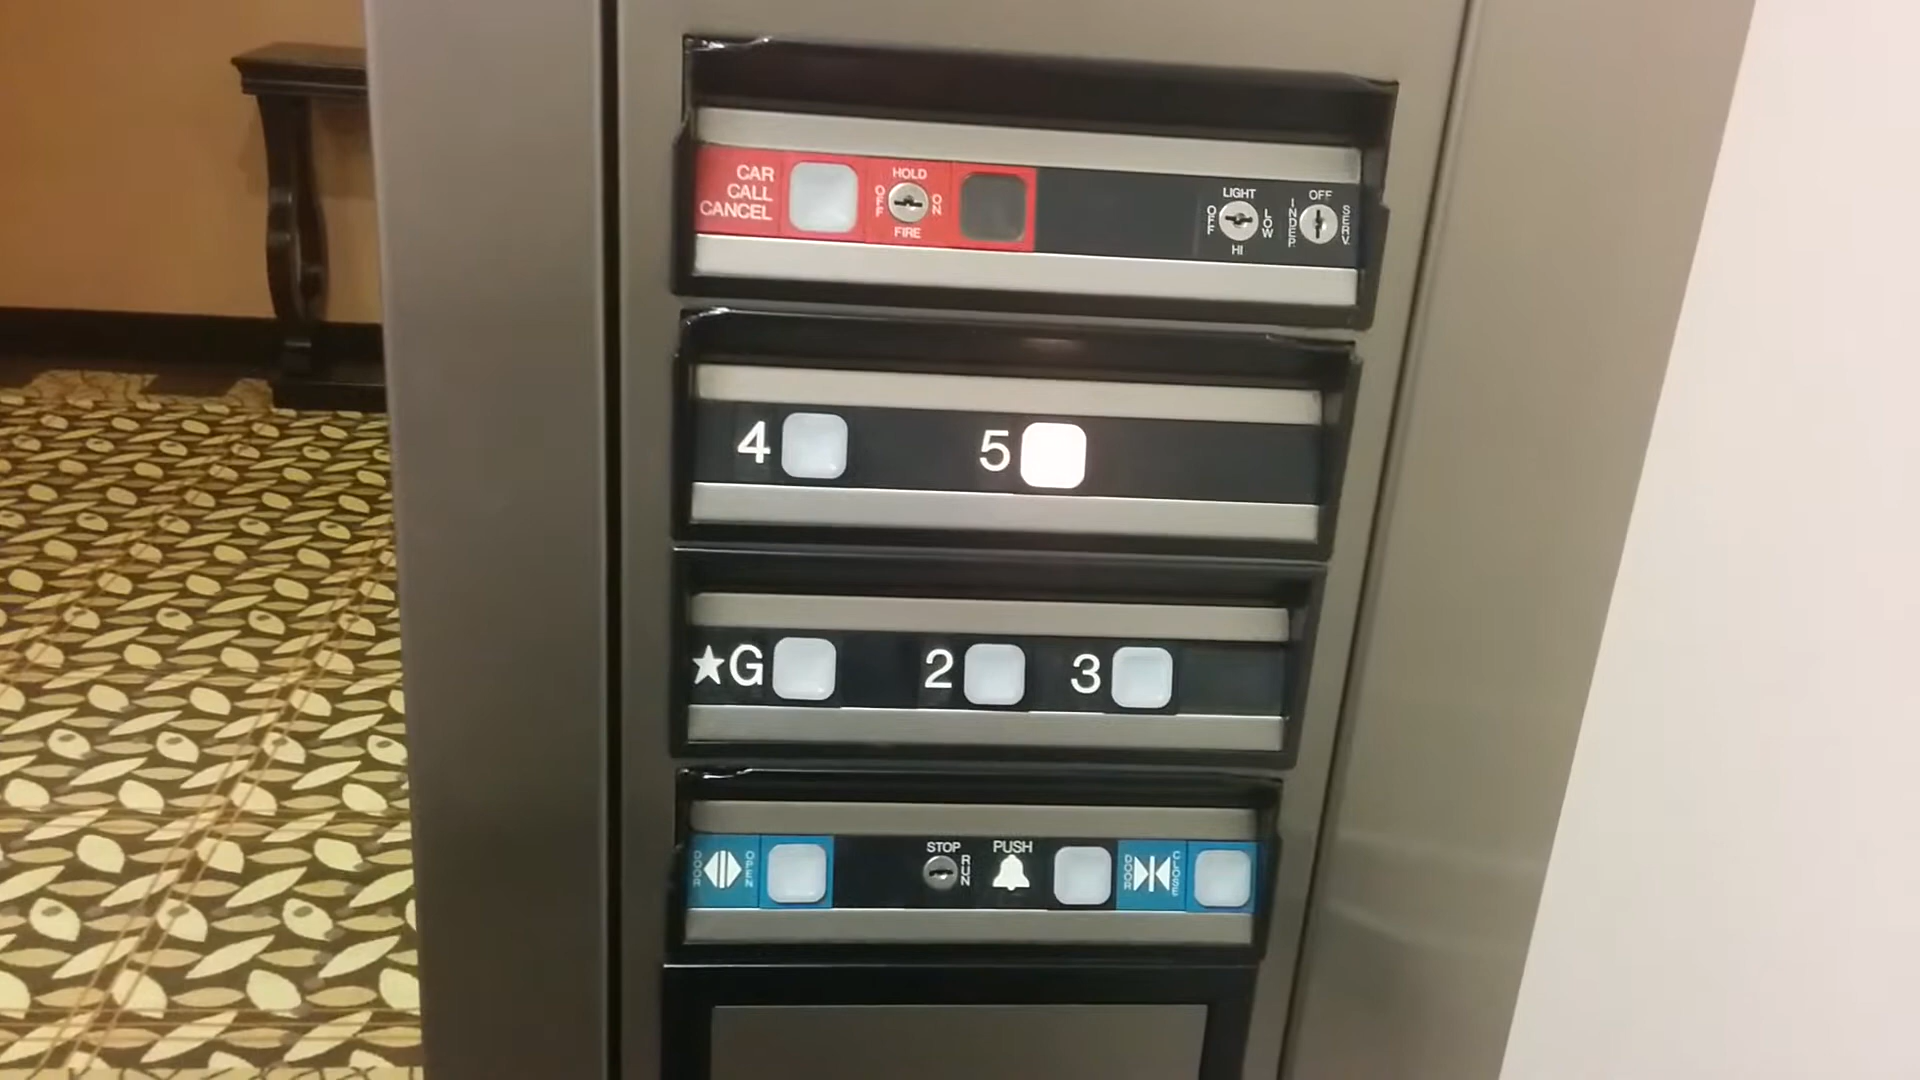 CAR
CALL
CANCEL
HOLD
OFF
ON
FIRE
LIGHT
OFF
LOW
HI
OFF
INDEP.
SERV.
4
5
★G
2
3
DOOR
OPEN
STOP
RUN
PUSH
DOOR
CLOSE